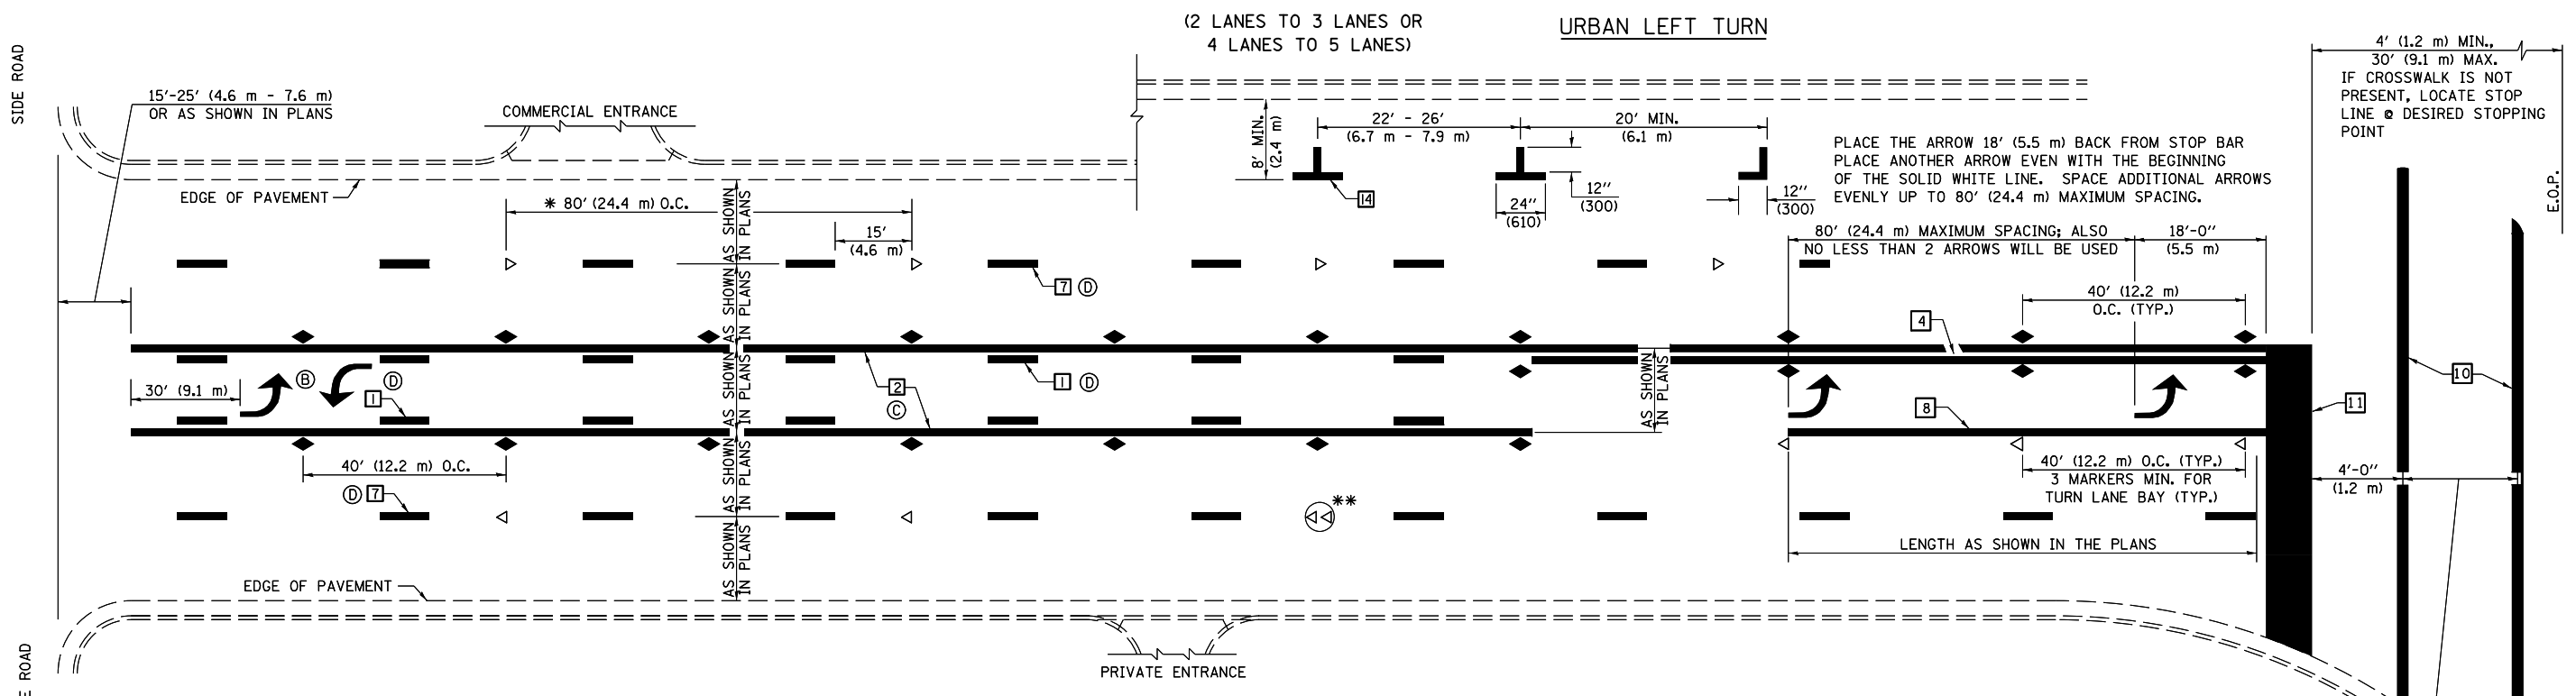 (2 LANES TO 3 LANES OR
4 LANES TO 5 LANES)
URBAN LEFT TURN
SIDE ROAD
15'-25' (4.6 m - 7.6 m)
OR AS SHOWN IN PLANS
COMMERCIAL ENTRANCE
EDGE OF PAVEMENT
8' MIN.
(2.4 m)
22' - 26'
(6.7 m - 7.9 m)
20' MIN.
(6.1 m)
14
24"
(610)
12"
(300)
12"
(300)
4' (1.2 m) MIN.,
30' (9.1 m) MAX.
IF CROSSWALK IS NOT
PRESENT, LOCATE STOP
LINE @ DESIRED STOPPING
POINT
E.O.P.
PLACE THE ARROW 18' (5.5 m) BACK FROM STOP BAR
PLACE ANOTHER ARROW EVEN WITH THE BEGINNING
OF THE SOLID WHITE LINE. SPACE ADDITIONAL ARROWS
EVENLY UP TO 80' (24.4 m) MAXIMUM SPACING.
* 80' (24.4 m) O.C.
15'
(4.6 m)
80' (24.4 m) MAXIMUM SPACING; ALSO
NO LESS THAN 2 ARROWS WILL BE USED
18'-0"
(5.5 m)
AS SHOWN
IN PLANS
AS SHOWN
IN PLANS
AS SHOWN
IN PLANS
AS SHOWN
IN PLANS
AS SHOWN
IN PLANS
7 D
40' (12.2 m)
O.C. (TYP.)
4
30' (9.1 m)
B
D
1
2
C
1 D
AS SHOWN
IN PLANS
8
11
10
40' (12.2 m) O.C.
D 7
**
40' (12.2 m) O.C. (TYP.)
3 MARKERS MIN. FOR
TURN LANE BAY (TYP.)
4'-0"
(1.2 m)
LENGTH AS SHOWN IN THE PLANS
EDGE OF PAVEMENT
PRIVATE ENTRANCE
E ROAD